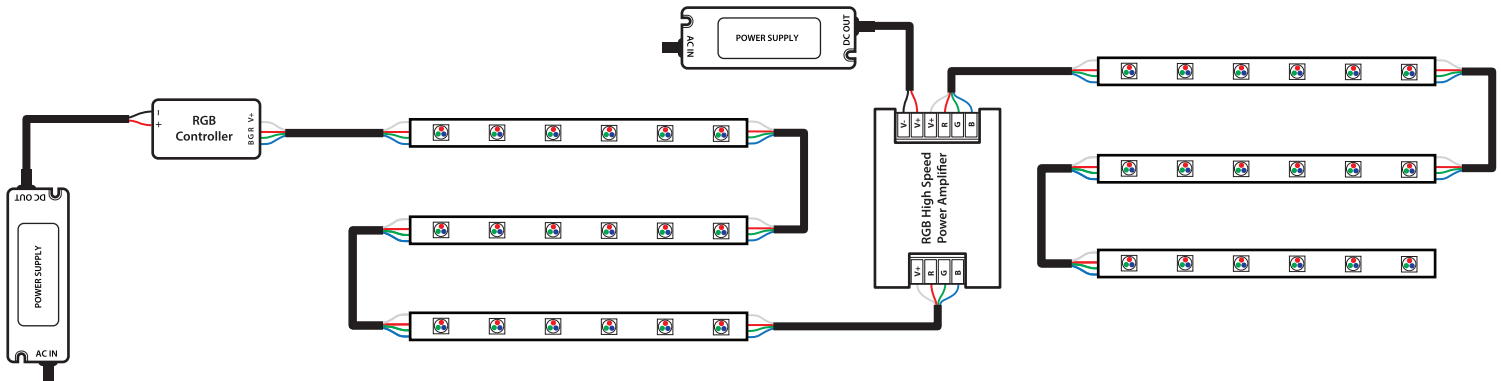 POWER SUPPLY
AC IN
DC OUT
RGB
Controller
-
+
V+
R
G
B
DC OUT
POWER SUPPLY
AC IN
V-
V+
V+
R
G
B
RGB High Speed
Power Amplifier
V+
R
G
B